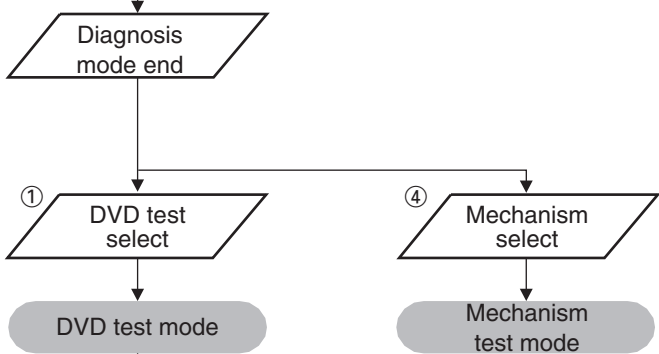 Diagnosis
mode end
①
DVD test
select
④
Mechanism
select
DVD test mode
Mechanism
test mode